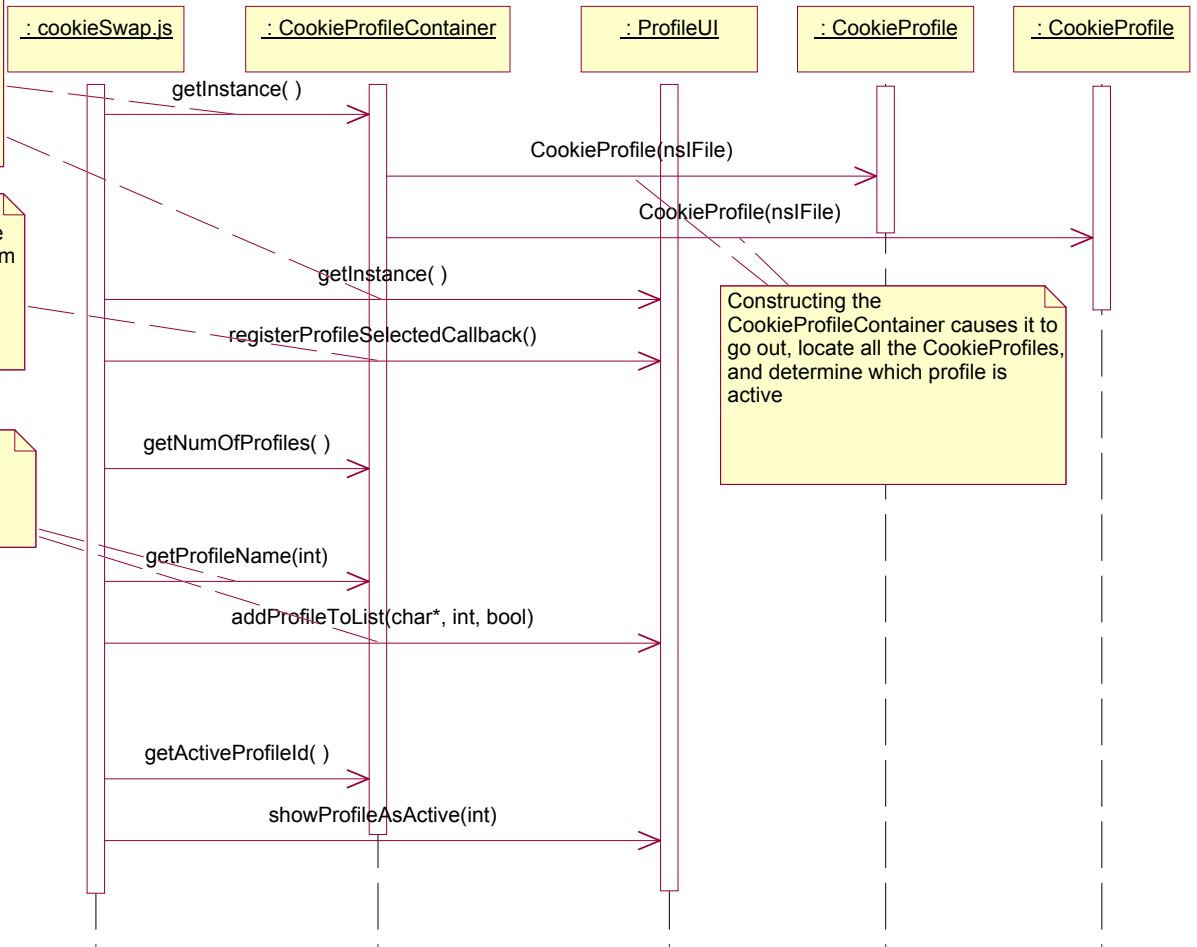 : cookieSwap.js
: CookieProfileContainer
: ProfileUI
: CookieProfile
: CookieProfile
getInstance( )
CookieProfile(nsIFile)
CookieProfile(nsIFile)
getInstance( )
registerProfileSelectedCallback()
Constructing the
CookieProfileContainer causes it to
go out, locate all the CookieProfiles,
and determine which profile is
active
getNumOfProfiles( )
getProfileName(int)
addProfileToList(char*, int, bool)
getActiveProfileId( )
showProfileAsActive(int)